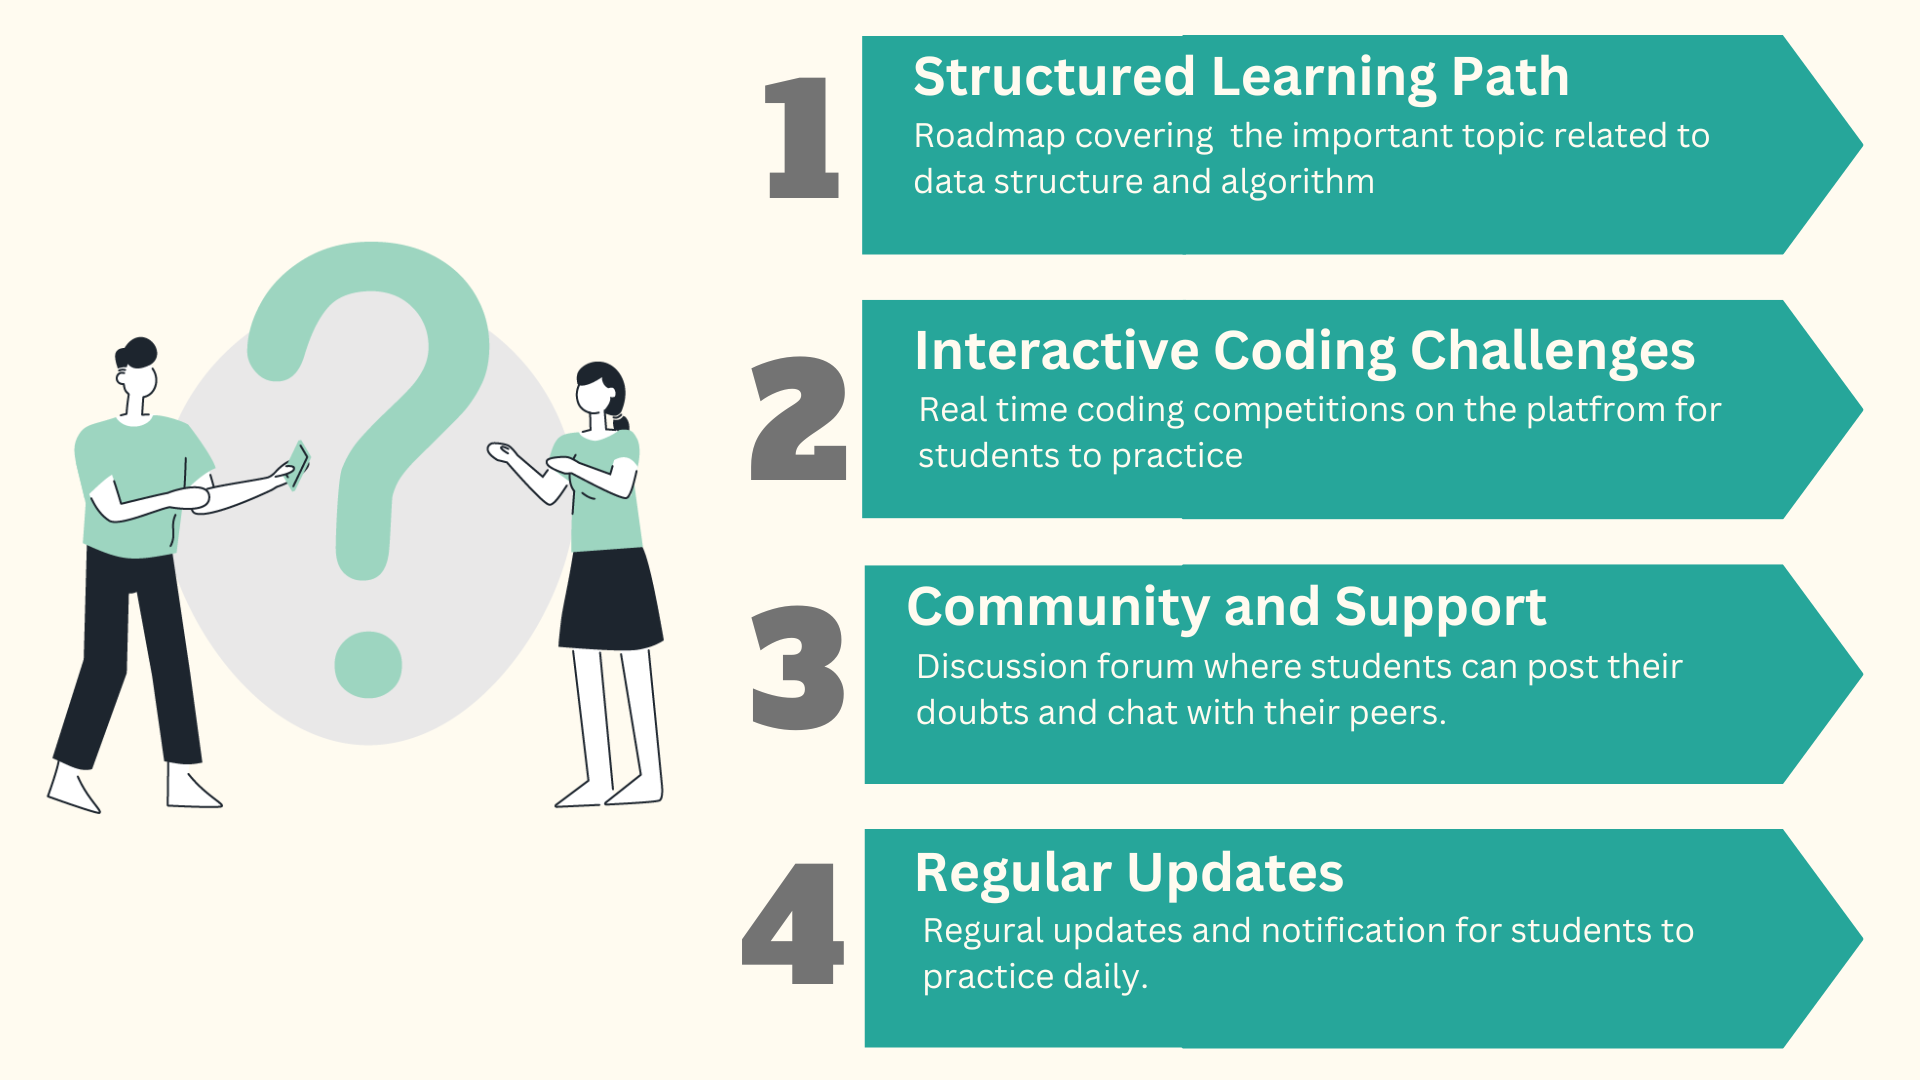 1
Structured Learning Path
Roadmap covering  the important topic related to
data structure and algorithm
2
Interactive Coding Challenges
Real time coding competitions on the platfrom for
students to practice
3
Community and Support
Discussion forum where students can post their
doubts and chat with their peers.
4
Regular Updates
Regural updates and notification for students to
practice daily.
?